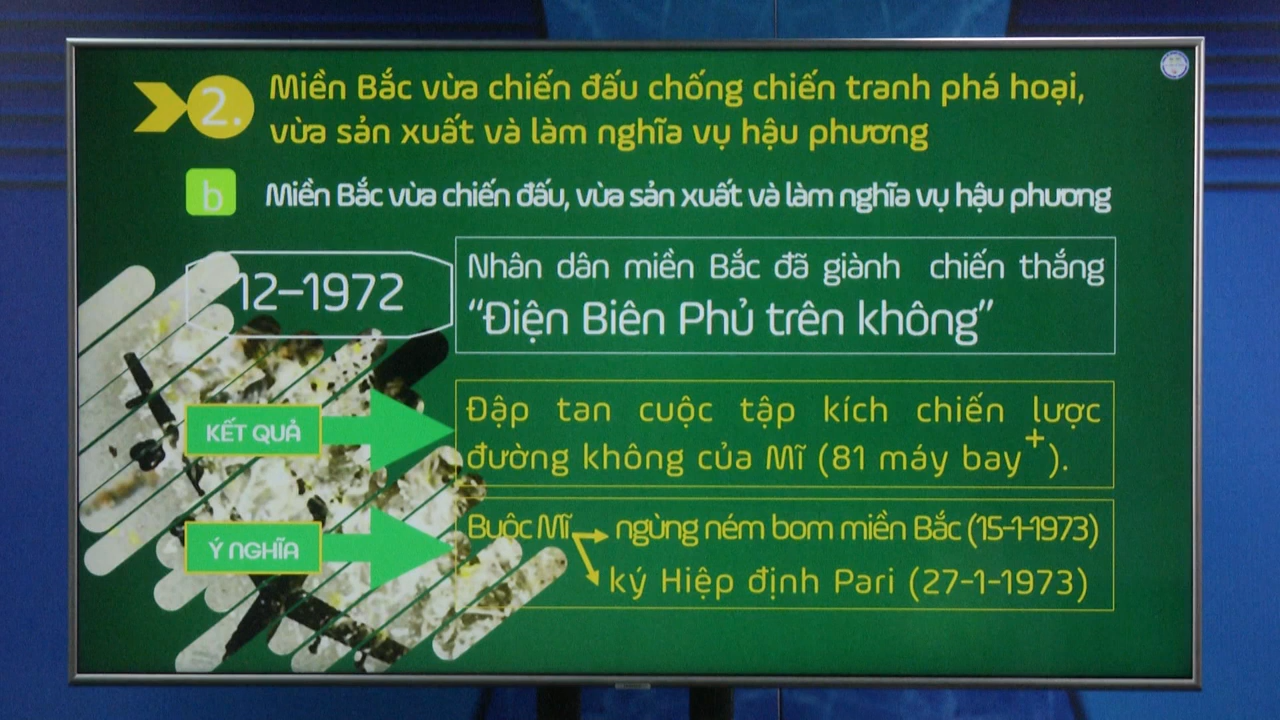 2. Miền Bắc vừa chiến đấu chống chiến tranh phá hoại,
vừa sản xuất và làm nghĩa vụ hậu phương
b Miền Bắc vừa chiến đấu, vừa sản xuất và làm nghĩa vụ hậu phương
12–1972
Nhân dân miền Bắc đã giành chiến thắng
“Điện Biên Phủ trên không”
KẾT QUẢ
Đập tan cuộc tập kích chiến lược
đường không của Mĩ (81 máy bay+).
Ý NGHĨA
Buộc Mĩ ngừng ném bom miền Bắc (15-1-1973)
ký Hiệp định Pari (27-1-1973)